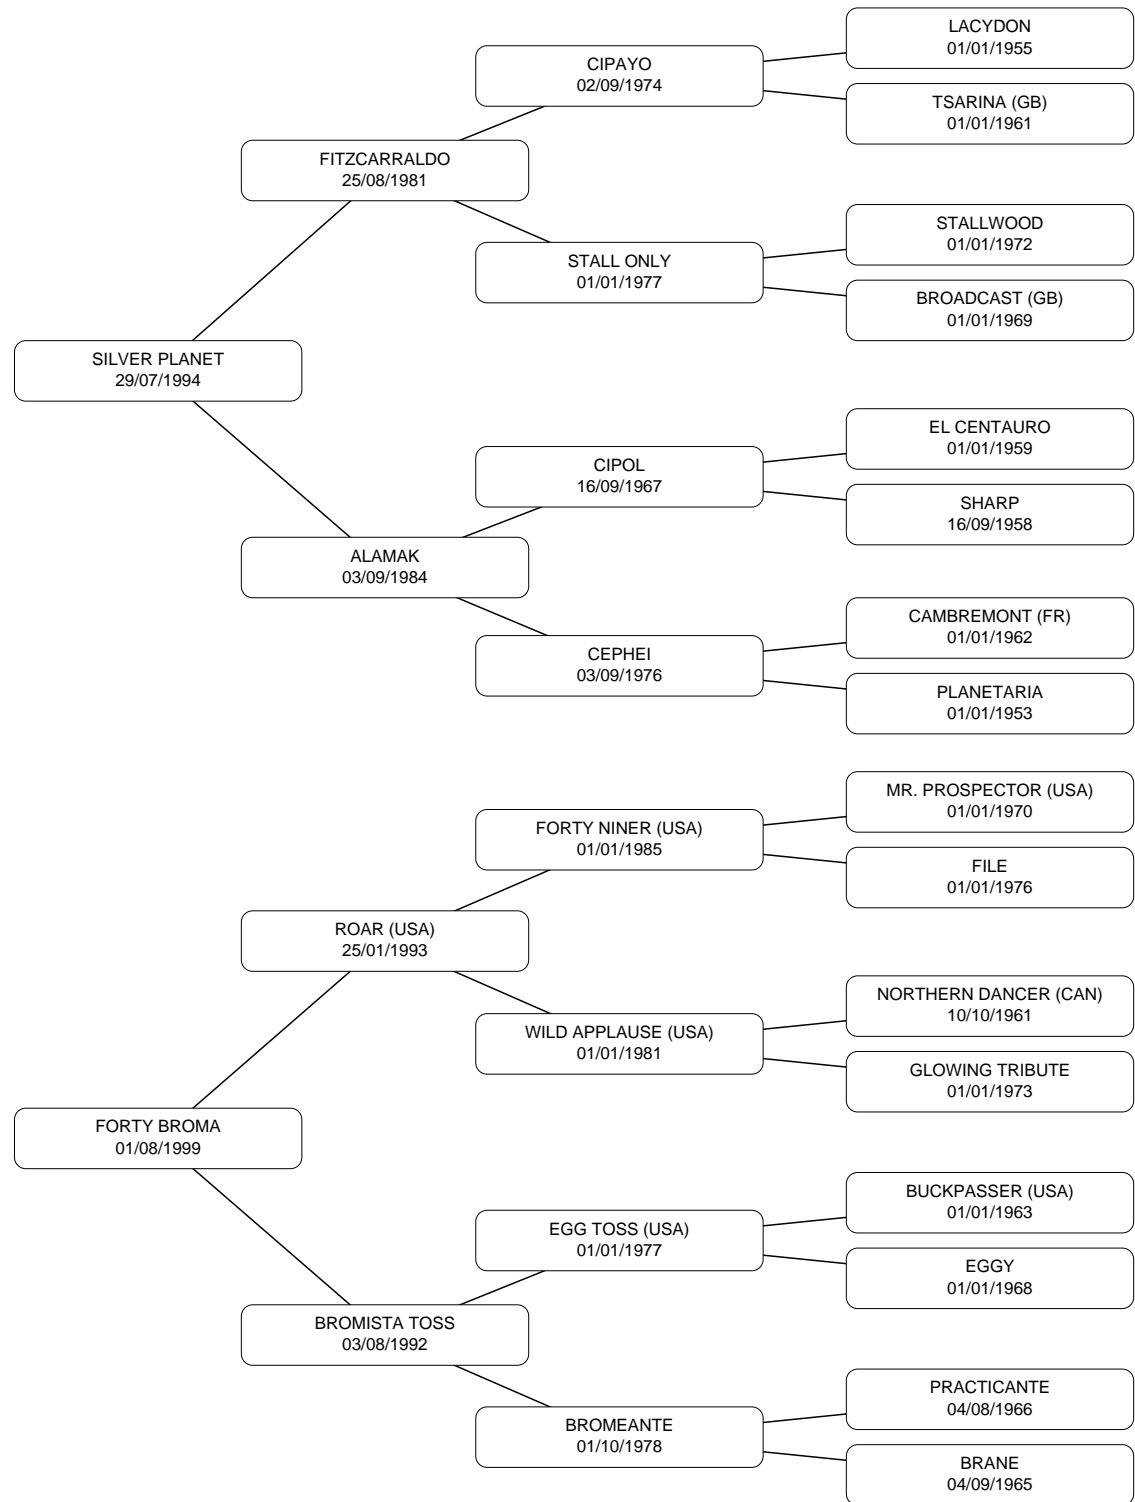 LACYDON
01/01/1955
CIPAYO
02/09/1974
TSARINA (GB)
01/01/1961
FITZCARRALDO
25/08/1981
STALLWOOD
01/01/1972
STALL ONLY
01/01/1977
BROADCAST (GB)
01/01/1969
SILVER PLANET
29/07/1994
EL CENTAURO
01/01/1959
CIPOL
16/09/1967
SHARP
16/09/1958
ALAMAK
03/09/1984
CAMBREMONT (FR)
01/01/1962
CEPHEI
03/09/1976
PLANETARIA
01/01/1953
MR. PROSPECTOR (USA)
01/01/1970
FORTY NINER (USA)
01/01/1985
FILE
01/01/1976
ROAR (USA)
25/01/1993
NORTHERN DANCER (CAN)
10/10/1961
WILD APPLAUSE (USA)
01/01/1981
GLOWING TRIBUTE
01/01/1973
FORTY BROMA
01/08/1999
BUCKPASSER (USA)
01/01/1963
EGG TOSS (USA)
01/01/1977
EGGY
01/01/1968
BROMISTA TOSS
03/08/1992
PRACTICANTE
04/08/1966
BROMEANTE
01/10/1978
BRANE
04/09/1965